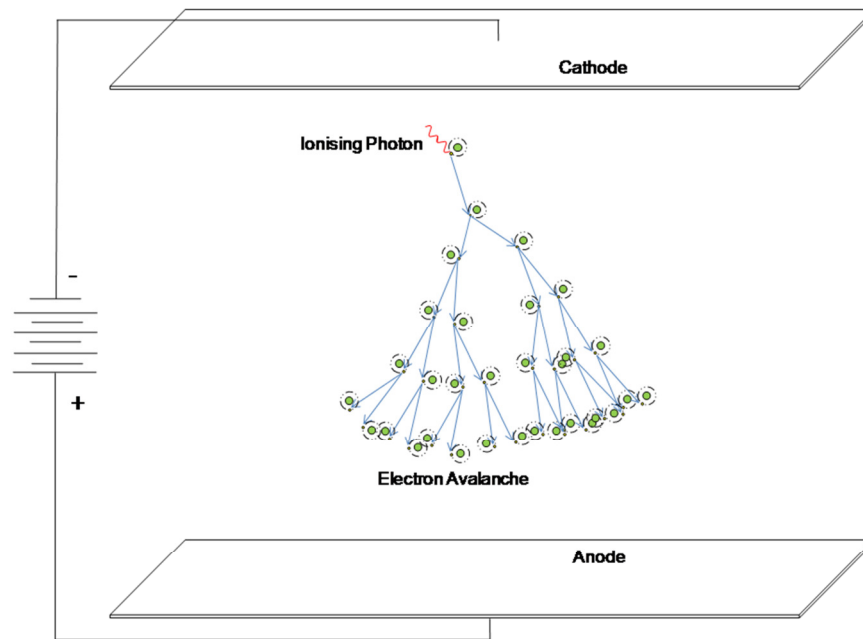 Cathode
Ionising Photon
-
+
Electron Avalanche
Anode